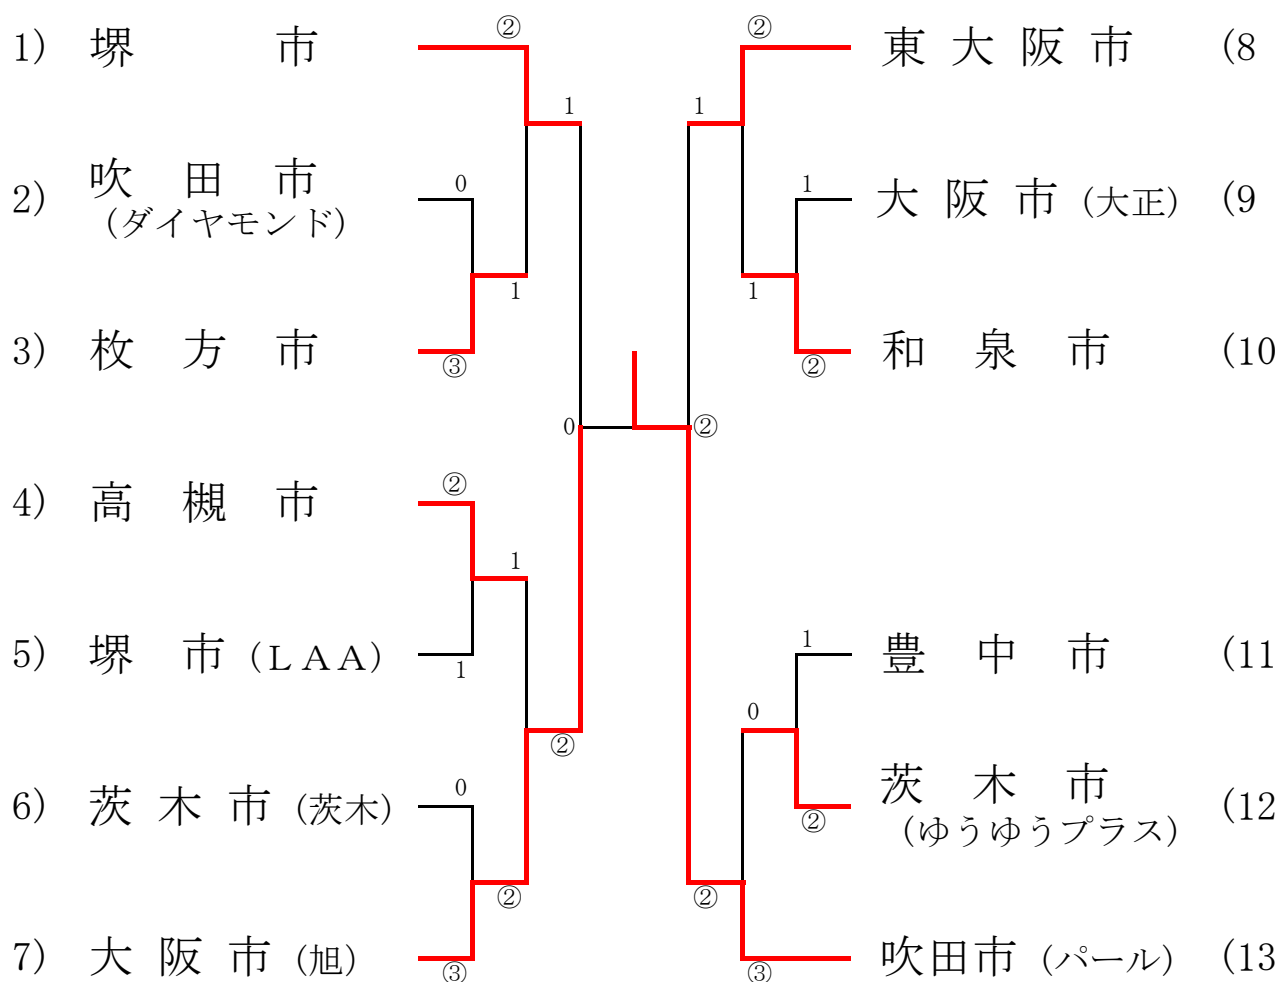 1) 堺 市
②
2) 吹 田 市
(ダイヤモンド)
0
1
1
3) 枚 方 市
③
0
4) 高 槻 市
②
1
5) 堺 市 (LAA)
1
②
6) 茨 木 市 (茨木)
0
②
7) 大 阪 市 (旭)
③
②
東 大 阪 市 (8
1
1
大 阪 市 (大正) (9
1
②
和 泉 市 (10
②
1
豊 中 市 (11
0
茨 木 市
(ゆうゆうプラス) (12
②
②
吹田市 (パール) (13
③